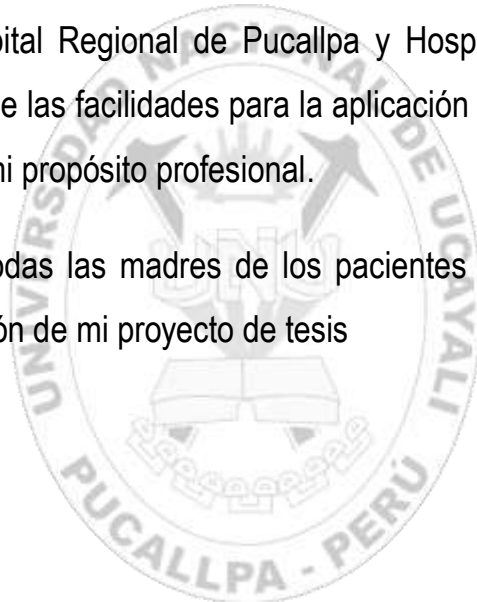 pital Regional de Pucallpa y Hosp
e las facilidades para la aplicación
ni propósito profesional.
odas las madres de los pacientes
ón de mi proyecto de tesis
UNIVERSIDAD NACIONAL DE UCAYALI
UNU
PUCALLPA - PERÚ